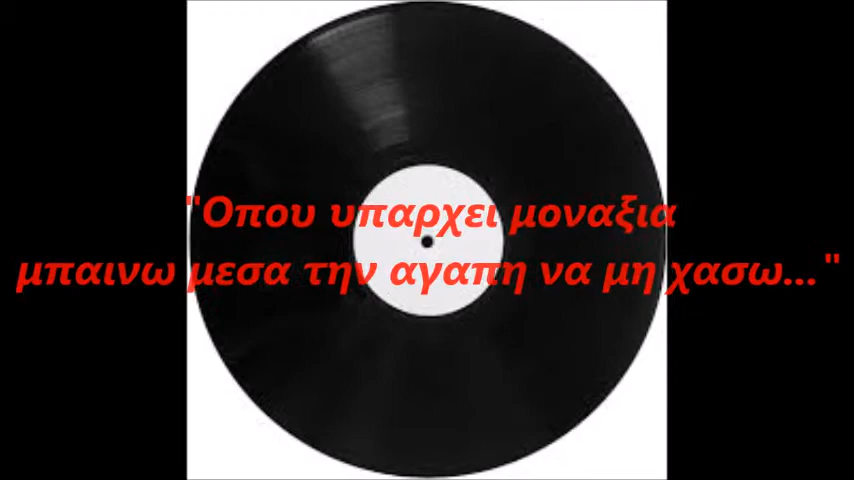 "Οπου υπαρχει μοναξια
μπαινω μεσα την αγαπη να μη χασω..."